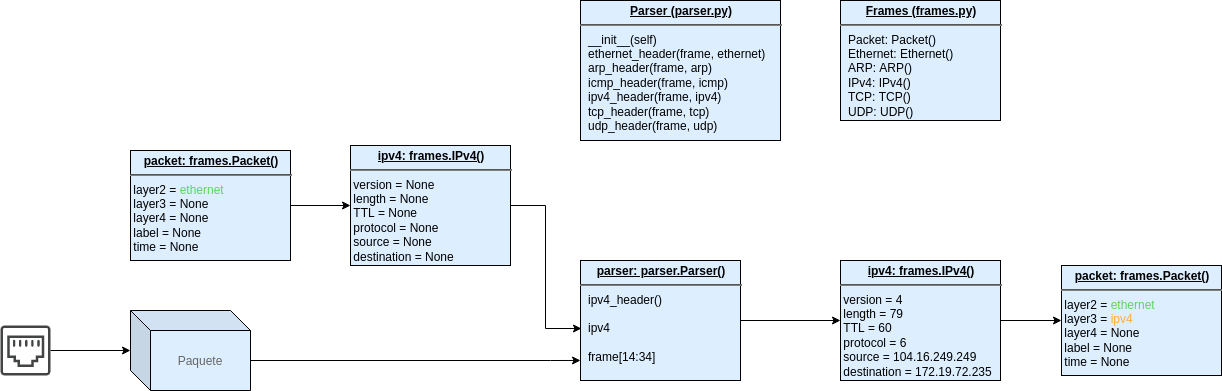 Parser (parser.py)
__init__(self)
ethernet_header(frame, ethernet)
arp_header(frame, arp)
icmp_header(frame, icmp)
ipv4_header(frame, ipv4)
tcp_header(frame, tcp)
udp_header(frame, udp)
Frames (frames.py)
Packet: Packet()
Ethernet: Ethernet()
ARP: ARP()
IPv4: IPv4()
TCP: TCP()
UDP: UDP()
packet: frames.Packet()
layer2 = ethernet
layer3 = None
layer4 = None
label = None
time = None
ipv4: frames.IPv4()
version = None
length = None
TTL = None
protocol = None
source = None
destination = None
Paquete
parser: parser.Parser()
ipv4_header()
ipv4
frame[14:34]
ipv4: frames.IPv4()
version = 4
length = 79
TTL = 60
protocol = 6
source = 104.16.249.249
destination = 172.19.72.235
packet: frames.Packet()
layer2 = ethernet
layer3 = ipv4
layer4 = None
label = None
time = None